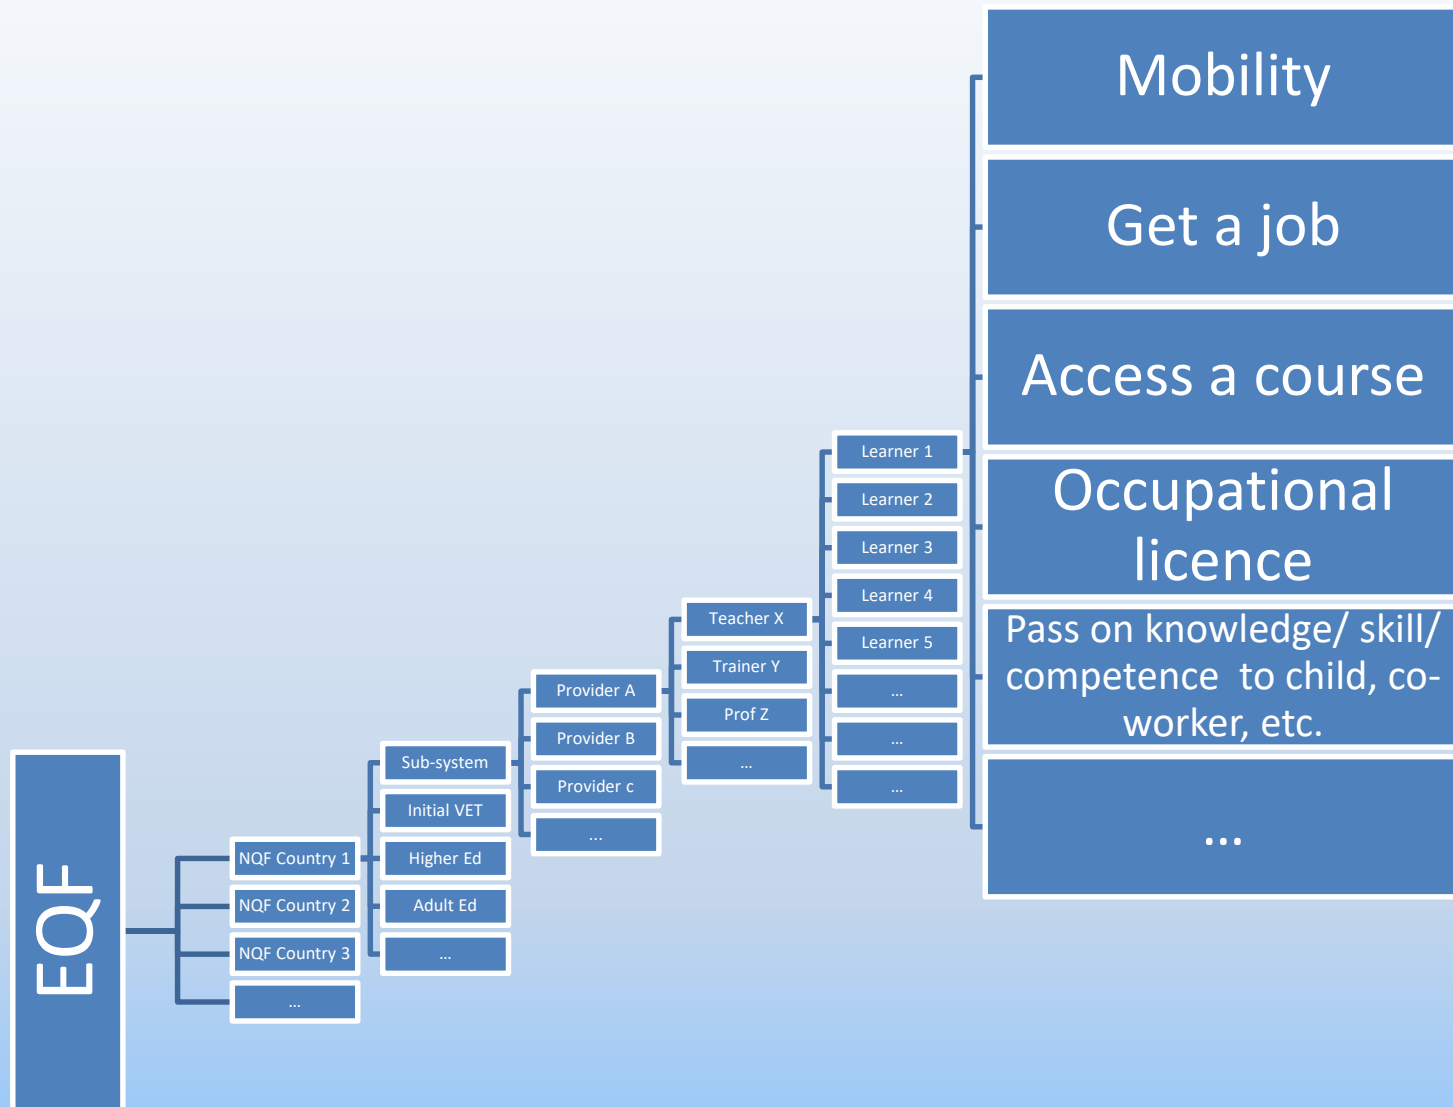 EQF
NQF Country 1
NQF Country 2
NQF Country 3
...
Sub-system
Initial VET
Higher Ed
Adult Ed
...
Provider A
Provider B
Provider c
...
Teacher X
Trainer Y
Prof Z
...
Learner 1
Learner 2
Learner 3
Learner 4
Learner 5
...
...
...
Mobility
Get a job
Access a course
Occupational
licence
Pass on knowledge/ skill/
competence  to child, co-
worker, etc.
...